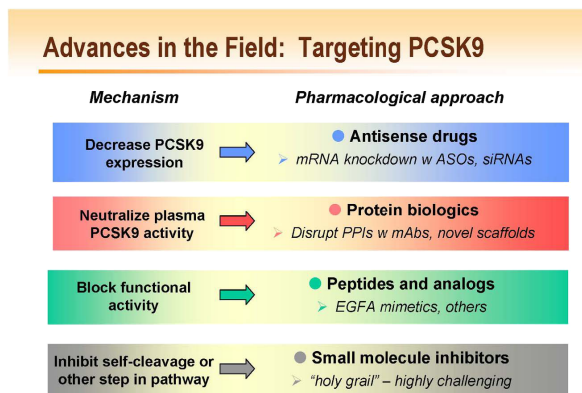 Advances in the Field: Targeting PCSK9
Mechanism
Pharmacological approach
Decrease PCSK9
expression
Antisense drugs
mRNA knockdown w ASOs, siRNAs
Neutralize plasma
PCSK9 activity
Protein biologics
Disrupt PPIs w mAbs, novel scaffolds
Block functional
activity
Peptides and analogs
EGFA mimetics, others
Inhibit self-cleavage or
other step in pathway
Small molecule inhibitors
“holy grail” – highly challenging